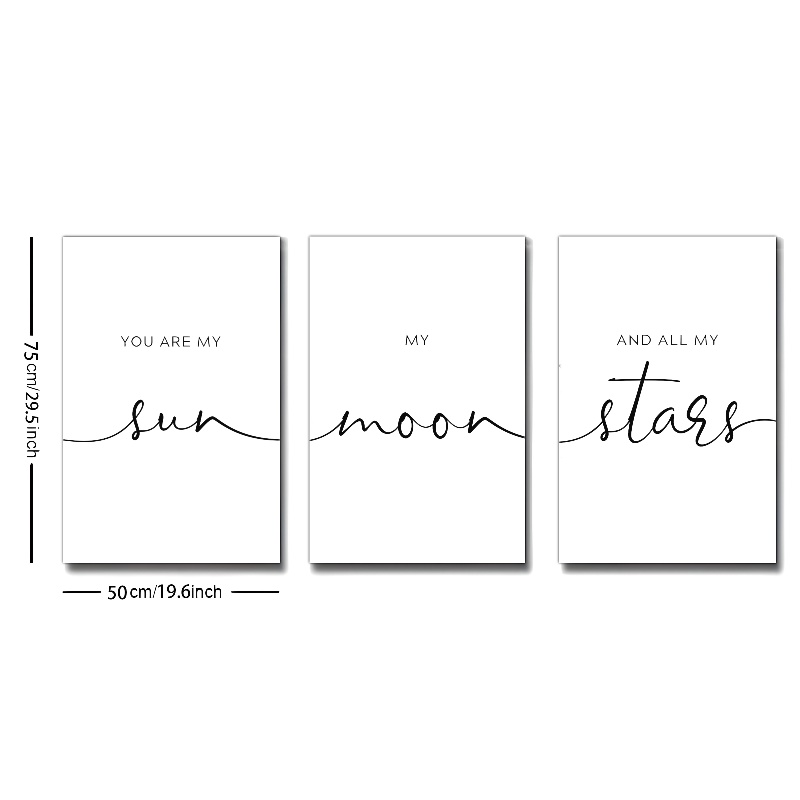 YOU ARE MY
sun
MY
moon
AND ALL MY
stars
75cm/29.5inch
50cm/19.6inch